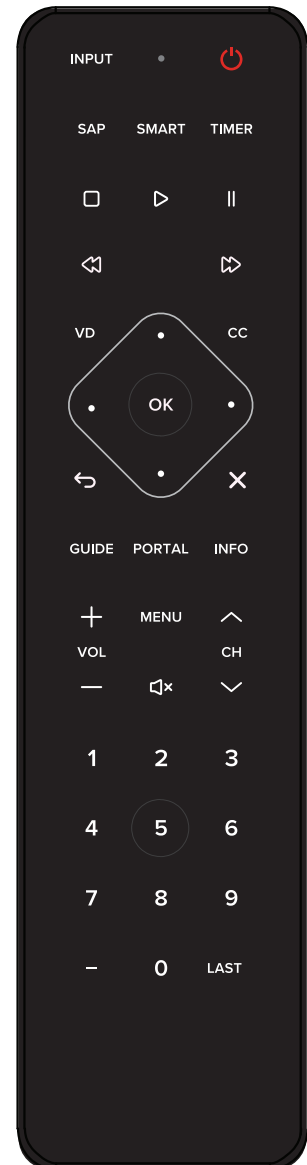 INPUT
SAP SMART TIMER
VD CC
OK
GUIDE PORTAL INFO
MENU
VOL CH
1 2 3
4 5 6
7 8 9
- 0 LAST